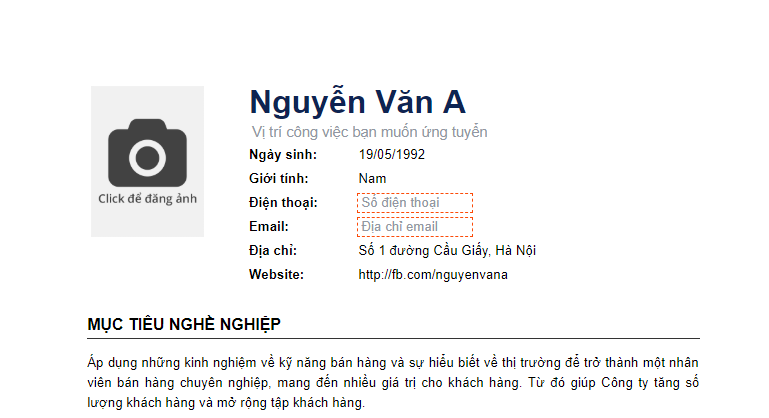 Click để đăng ảnh
Nguyễn Văn A
Vị trí công việc bạn muốn ứng tuyển
Ngày sinh: 19/05/1992
Giới tính: Nam
Điện thoại: Số điện thoại
Email: Địa chỉ email
Địa chỉ: Số 1 đường Cầu Giấy, Hà Nội
Website: http://fb.com/nguyenvana
MỤC TIÊU NGHỀ NGHIỆP
Áp dụng những kinh nghiệm về kỹ năng bán hàng và sự hiểu biết về thị trường để trở thành một nhân
viên bán hàng chuyên nghiệp, mang đến nhiều giá trị cho khách hàng. Từ đó giúp Công ty tăng số
lượng khách hàng và mở rộng tập khách hàng.